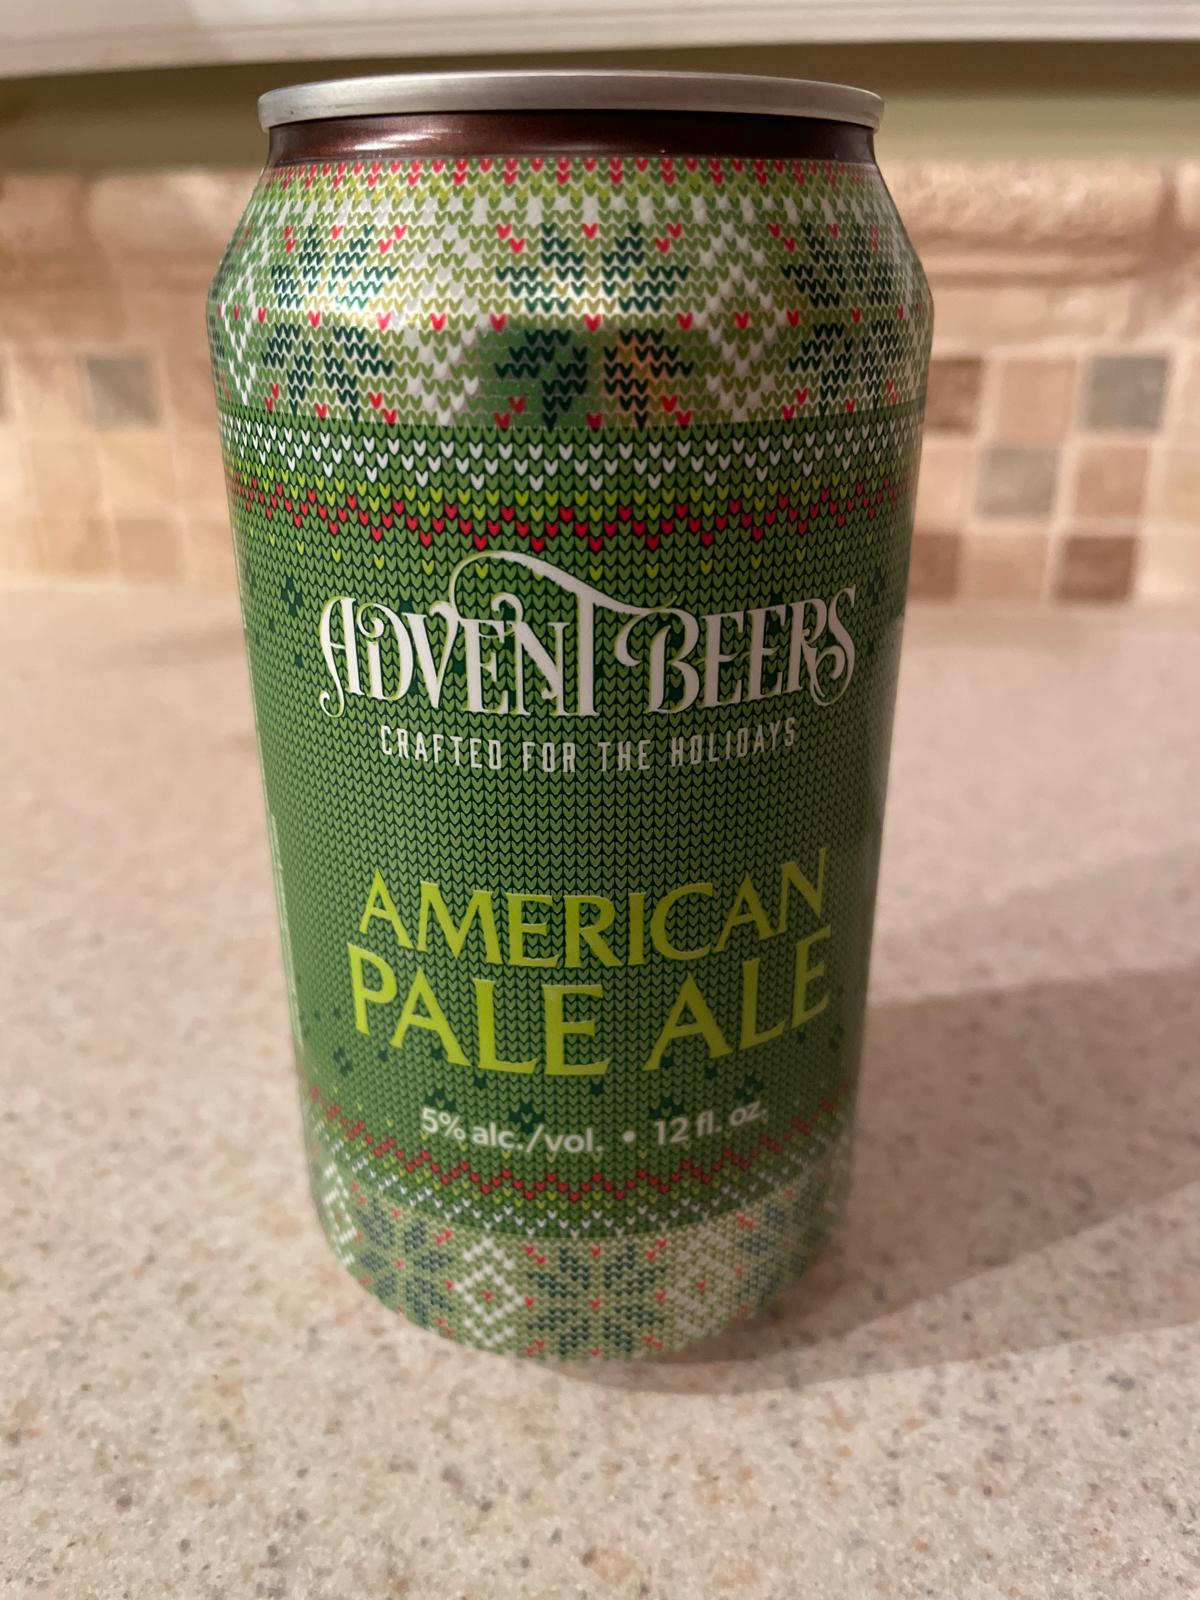 ADVENT BEERS
CRAFTED FOR THE HOLIDAYS
AMERICAN
PALE ALE
5% alc./vol. • 12 fl. oz.